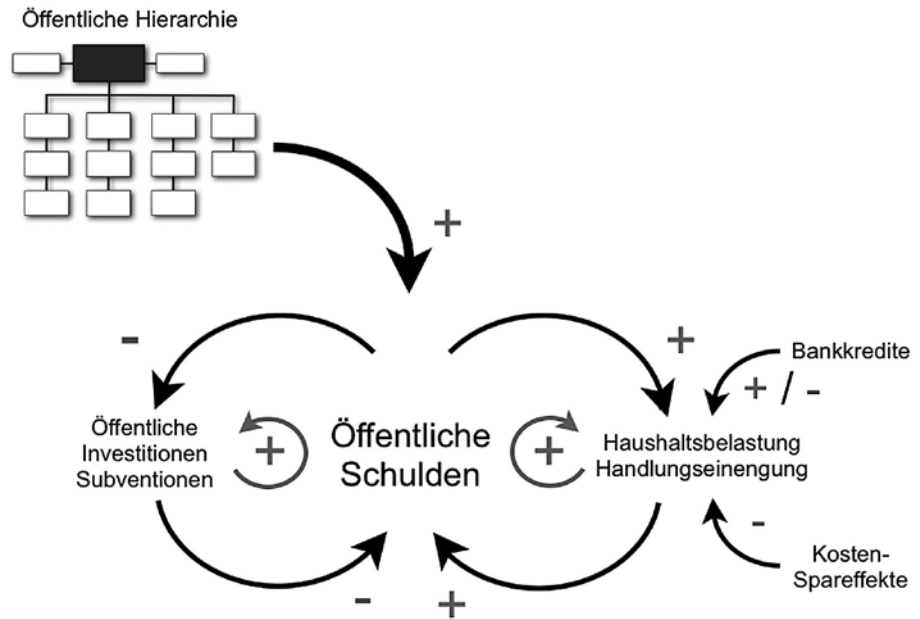 Öffentliche Hierarchie
+
-
+
Bankkredite
+ / -
Öffentliche
Investitionen
Subventionen
+
Öffentliche
Schulden
+
Haushaltsbelastung
Handlungseinengung
-
Kosten-
Spareffekte
-
+